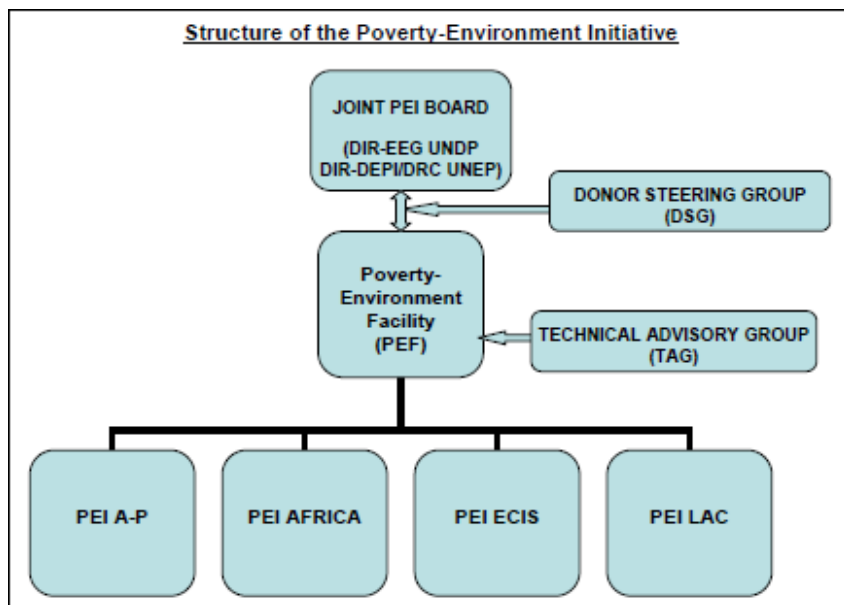 Structure of the Poverty-Environment Initiative
JOINT PEI BOARD
(DIR-EEG UNDP
DIR-DEPI/DRC UNEP)
DONOR STEERING GROUP
(DSG)
Poverty-
Environment
Facility
(PEF)
TECHNICAL ADVISORY GROUP
(TAG)
PEI A-P
PEI AFRICA
PEI ECIS
PEI LAC